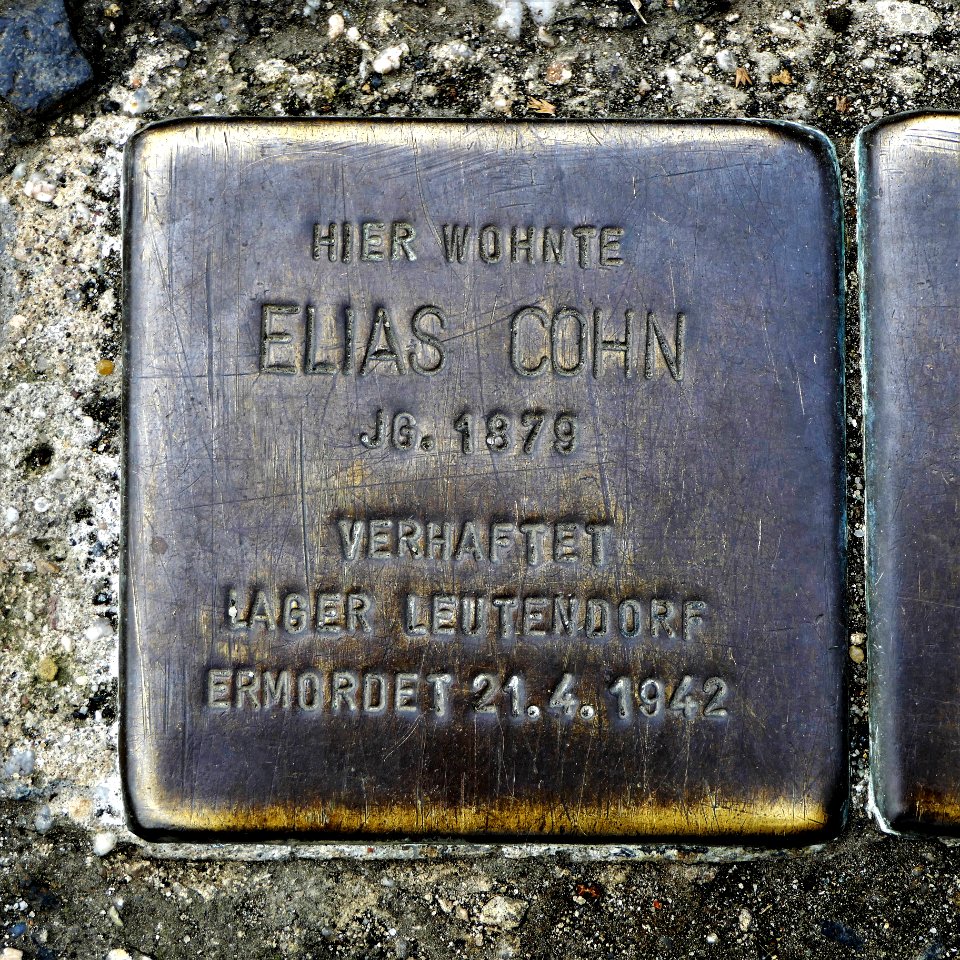 HIER WOHNTE
ELIAS COHN
JG. 1879
VERHAFTET
LAGER LEUTENDORF
ERMORDET 21.4.1942